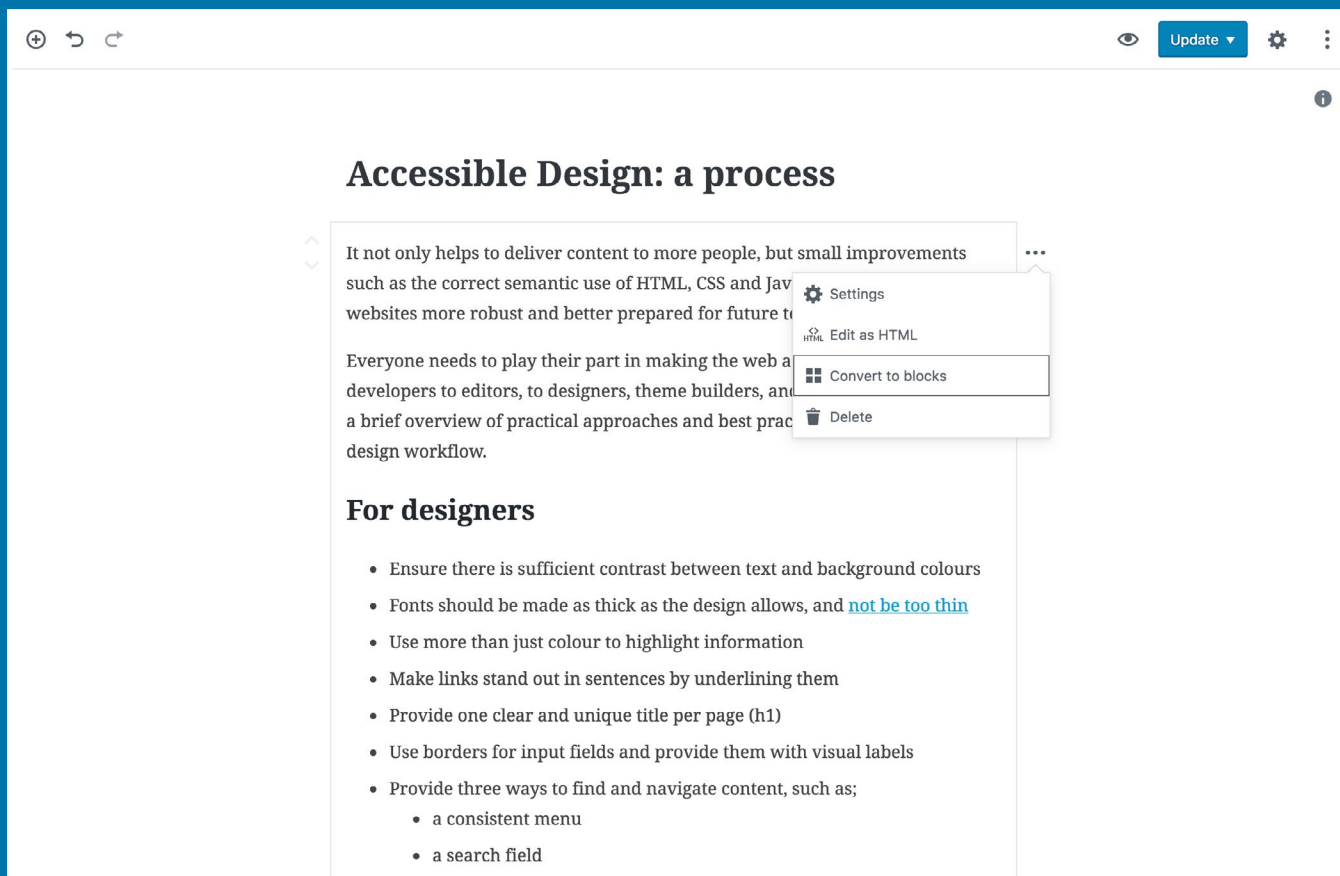 Update
Accessible Design: a process
It not only helps to deliver content to more people, but small improvements
such as the correct semantic use of HTML, CSS and Jav
Settings
websites more robust and better prepared for future te
HTML Edit as HTML
Everyone needs to play their part in making the web a
Convert to blocks
developers to editors, to designers, theme builders, and
a brief overview of practical approaches and best prac
Delete
design workflow.
For designers
• Ensure there is sufficient contrast between text and background colours
• Fonts should be made as thick as the design allows, and not be too thin
• Use more than just colour to highlight information
• Make links stand out in sentences by underlining them
• Provide one clear and unique title per page (h1)
• Use borders for input fields and provide them with visual labels
• Provide three ways to find and navigate content, such as;
• a consistent menu
• a search field